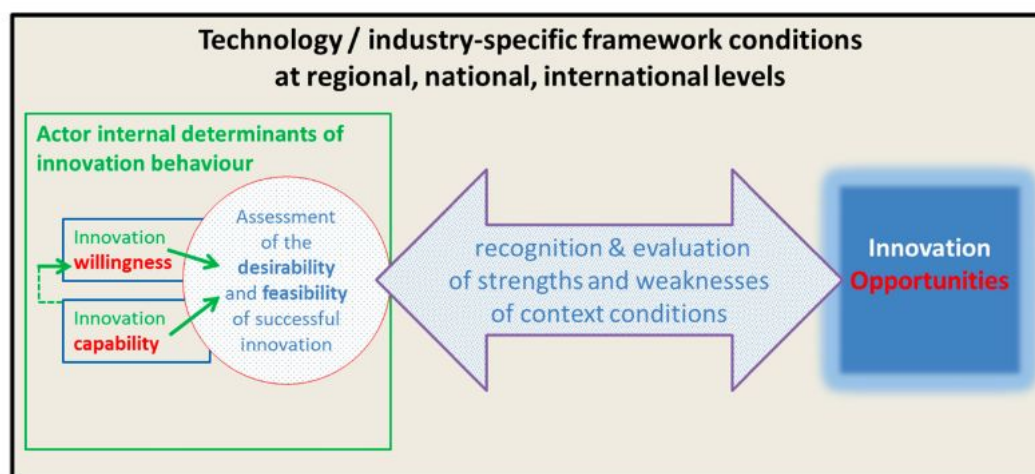 Technology / industry-specific framework conditions
at regional, national, international levels
Actor internal determinants of
innovation behaviour
Innovation
willingness
Innovation
capability
Assessment
of the
desirability
and feasibility
of successful
innovation
recognition & evaluation
of strengths and weaknesses
of context conditions
Innovation
Opportunities